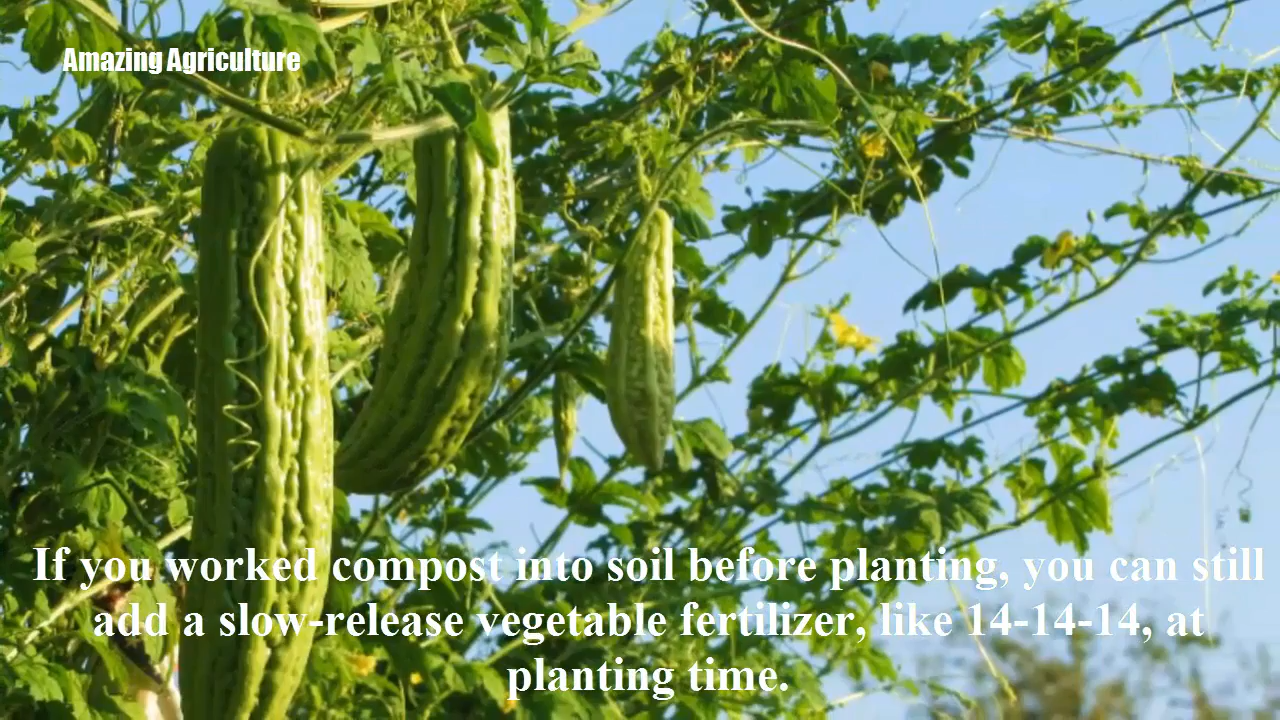 Amazing Agriculture
If you worked compost into soil before planting, you can still
add a slow-release vegetable fertilizer, like 14-14-14, at
planting time.